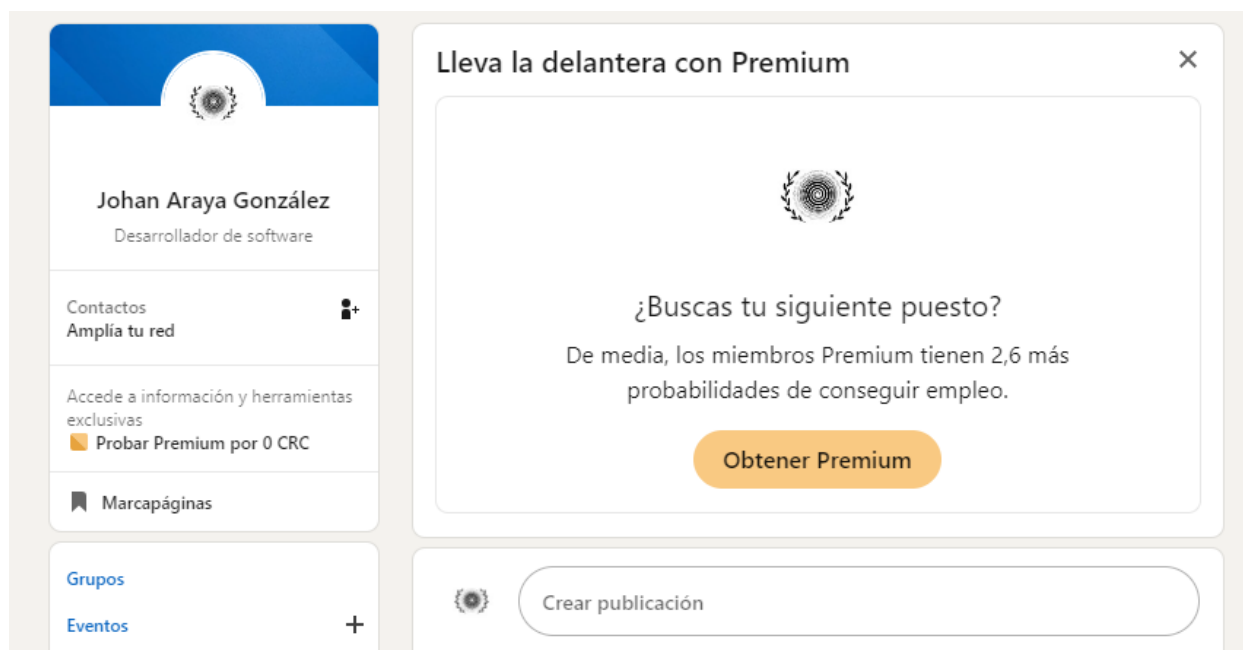 Johan Araya González
Desarrollador de software
Contactos
Amplía tu red
Accede a información y herramientas
exclusivas
Probar Premium por 0 CRC
Marcapáginas
Grupos
Eventos
Lleva la delantera con Premium
¿Buscas tu siguiente puesto?
De media, los miembros Premium tienen 2,6 más
probabilidades de conseguir empleo.
Obtener Premium
Crear publicación